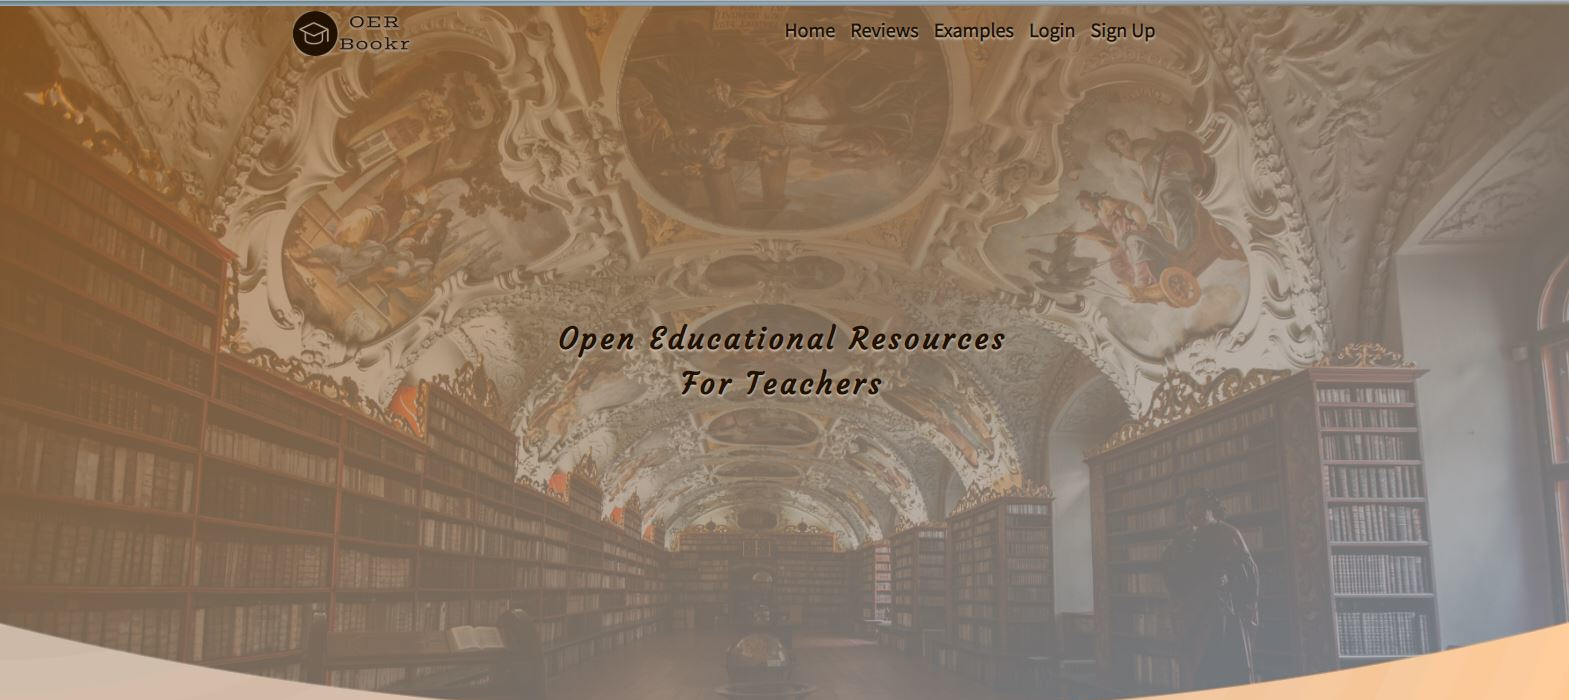 OER
Bookr
Home Reviews Examples Login Sign Up
Open Educational Resources
For Teachers